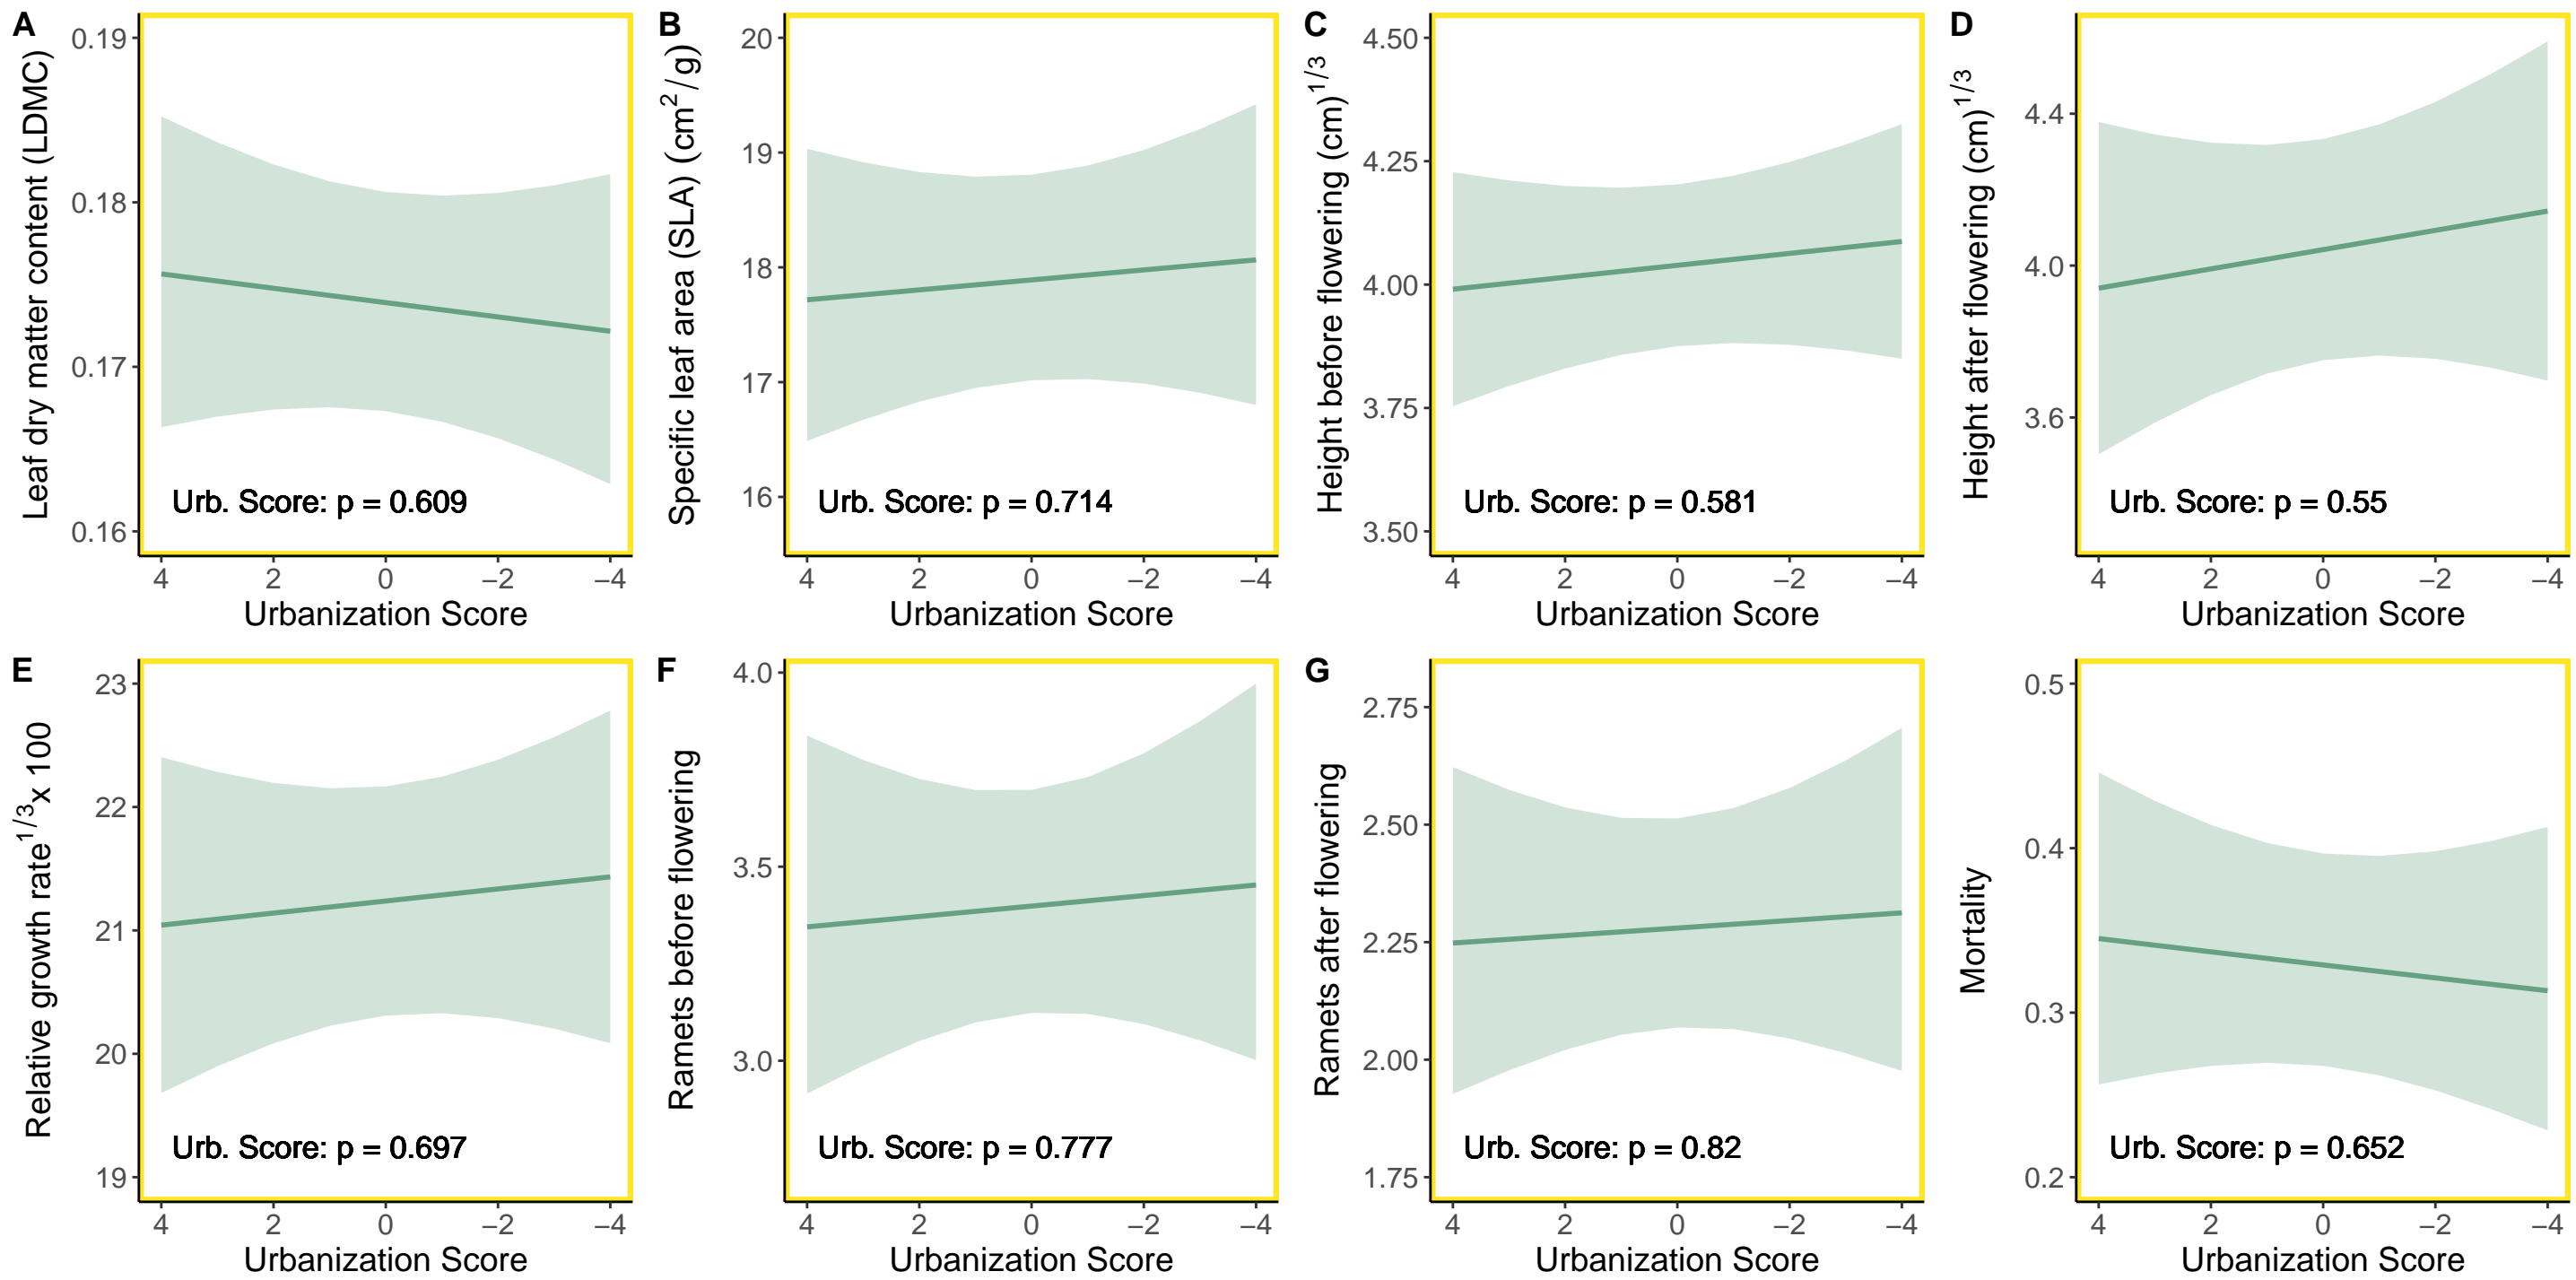 A
Leaf dry matter content (LDMC)
0.19
0.18
0.17
0.16
Urb. Score: p = 0.609
4 2 0 −2 −4
Urbanization Score
B
Specific leaf area (SLA) (cm²/g)
20
19
18
17
16
Urb. Score: p = 0.714
4 2 0 −2 −4
Urbanization Score
C
Height before flowering (cm)¹/³
4.50
4.25
4.00
3.75
3.50
Urb. Score: p = 0.581
4 2 0 −2 −4
Urbanization Score
D
Height after flowering (cm)¹/³
4.4
4.0
3.6
Urb. Score: p = 0.55
4 2 0 −2 −4
Urbanization Score
E
Relative growth rate¹/³x 100
23
22
21
20
19
Urb. Score: p = 0.697
4 2 0 −2 −4
Urbanization Score
F
Ramets before flowering
4.0
3.5
3.0
Urb. Score: p = 0.777
4 2 0 −2 −4
Urbanization Score
G
Ramets after flowering
2.75
2.50
2.25
2.00
1.75
Urb. Score: p = 0.82
4 2 0 −2 −4
Urbanization Score
Mortality
0.5
0.4
0.3
0.2
Urb. Score: p = 0.652
4 2 0 −2 −4
Urbanization Score